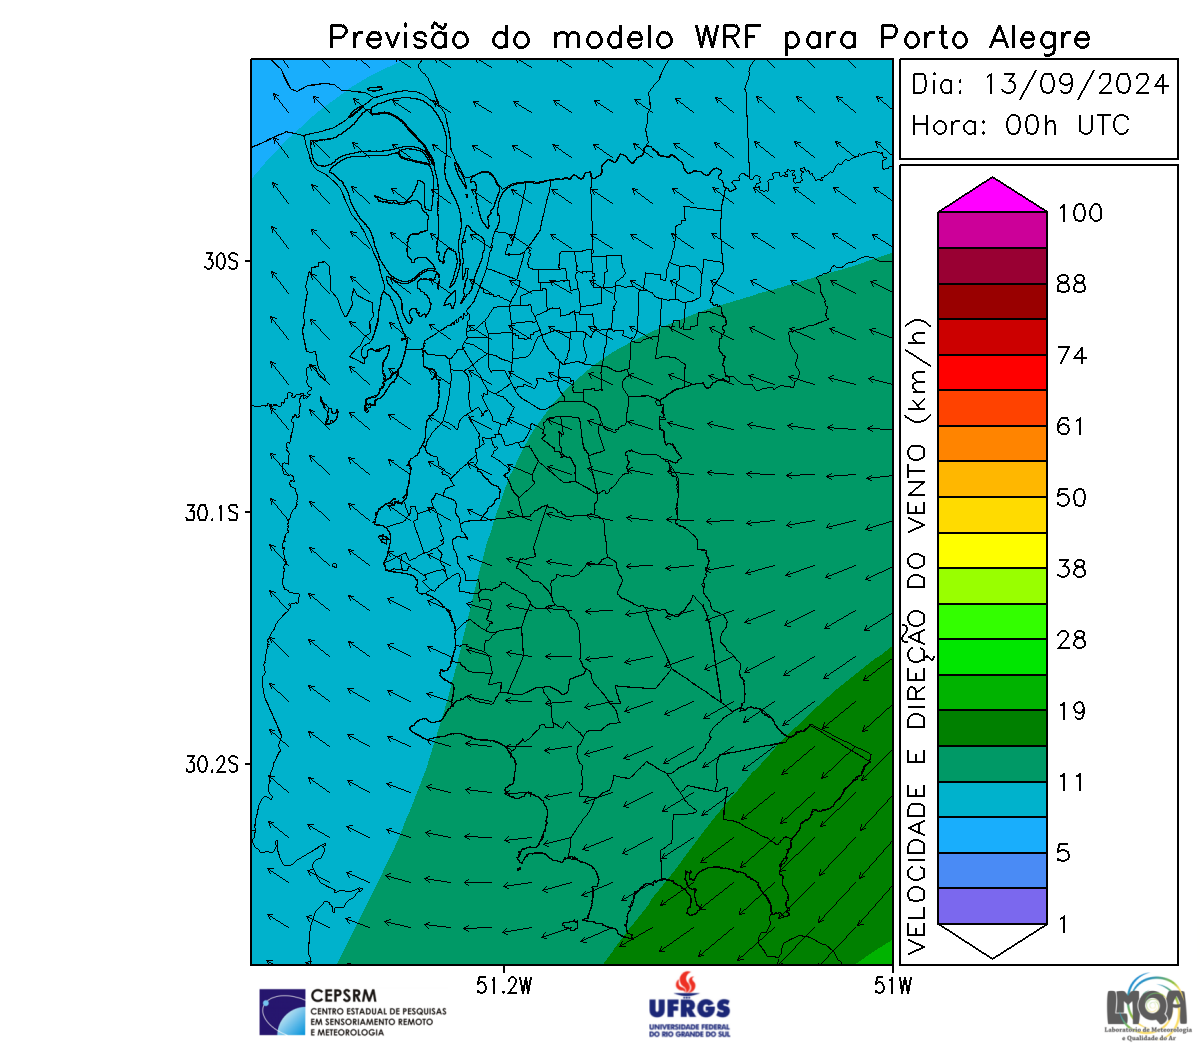 Previsão do modelo WRF para Porto Alegre
Dia: 13/09/2024
Hora: 00h UTC
30S
30.1S
30.2S
51.2W
51W
VELOCIDADE E DIREÇÃO DO VENTO (km/h)
100
88
74
61
50
38
28
19
11
5
1
CEPSRM
CENTRO ESTADUAL DE PESQUISAS
EM SENSORIAMENTO REMOTO
E METEOROLOGIA
UFRGS
UNIVERSIDADE FEDERAL
DO RIO GRANDE DO SUL
LMQA
Laboratório de Meteorologia
e Qualidade do Ar